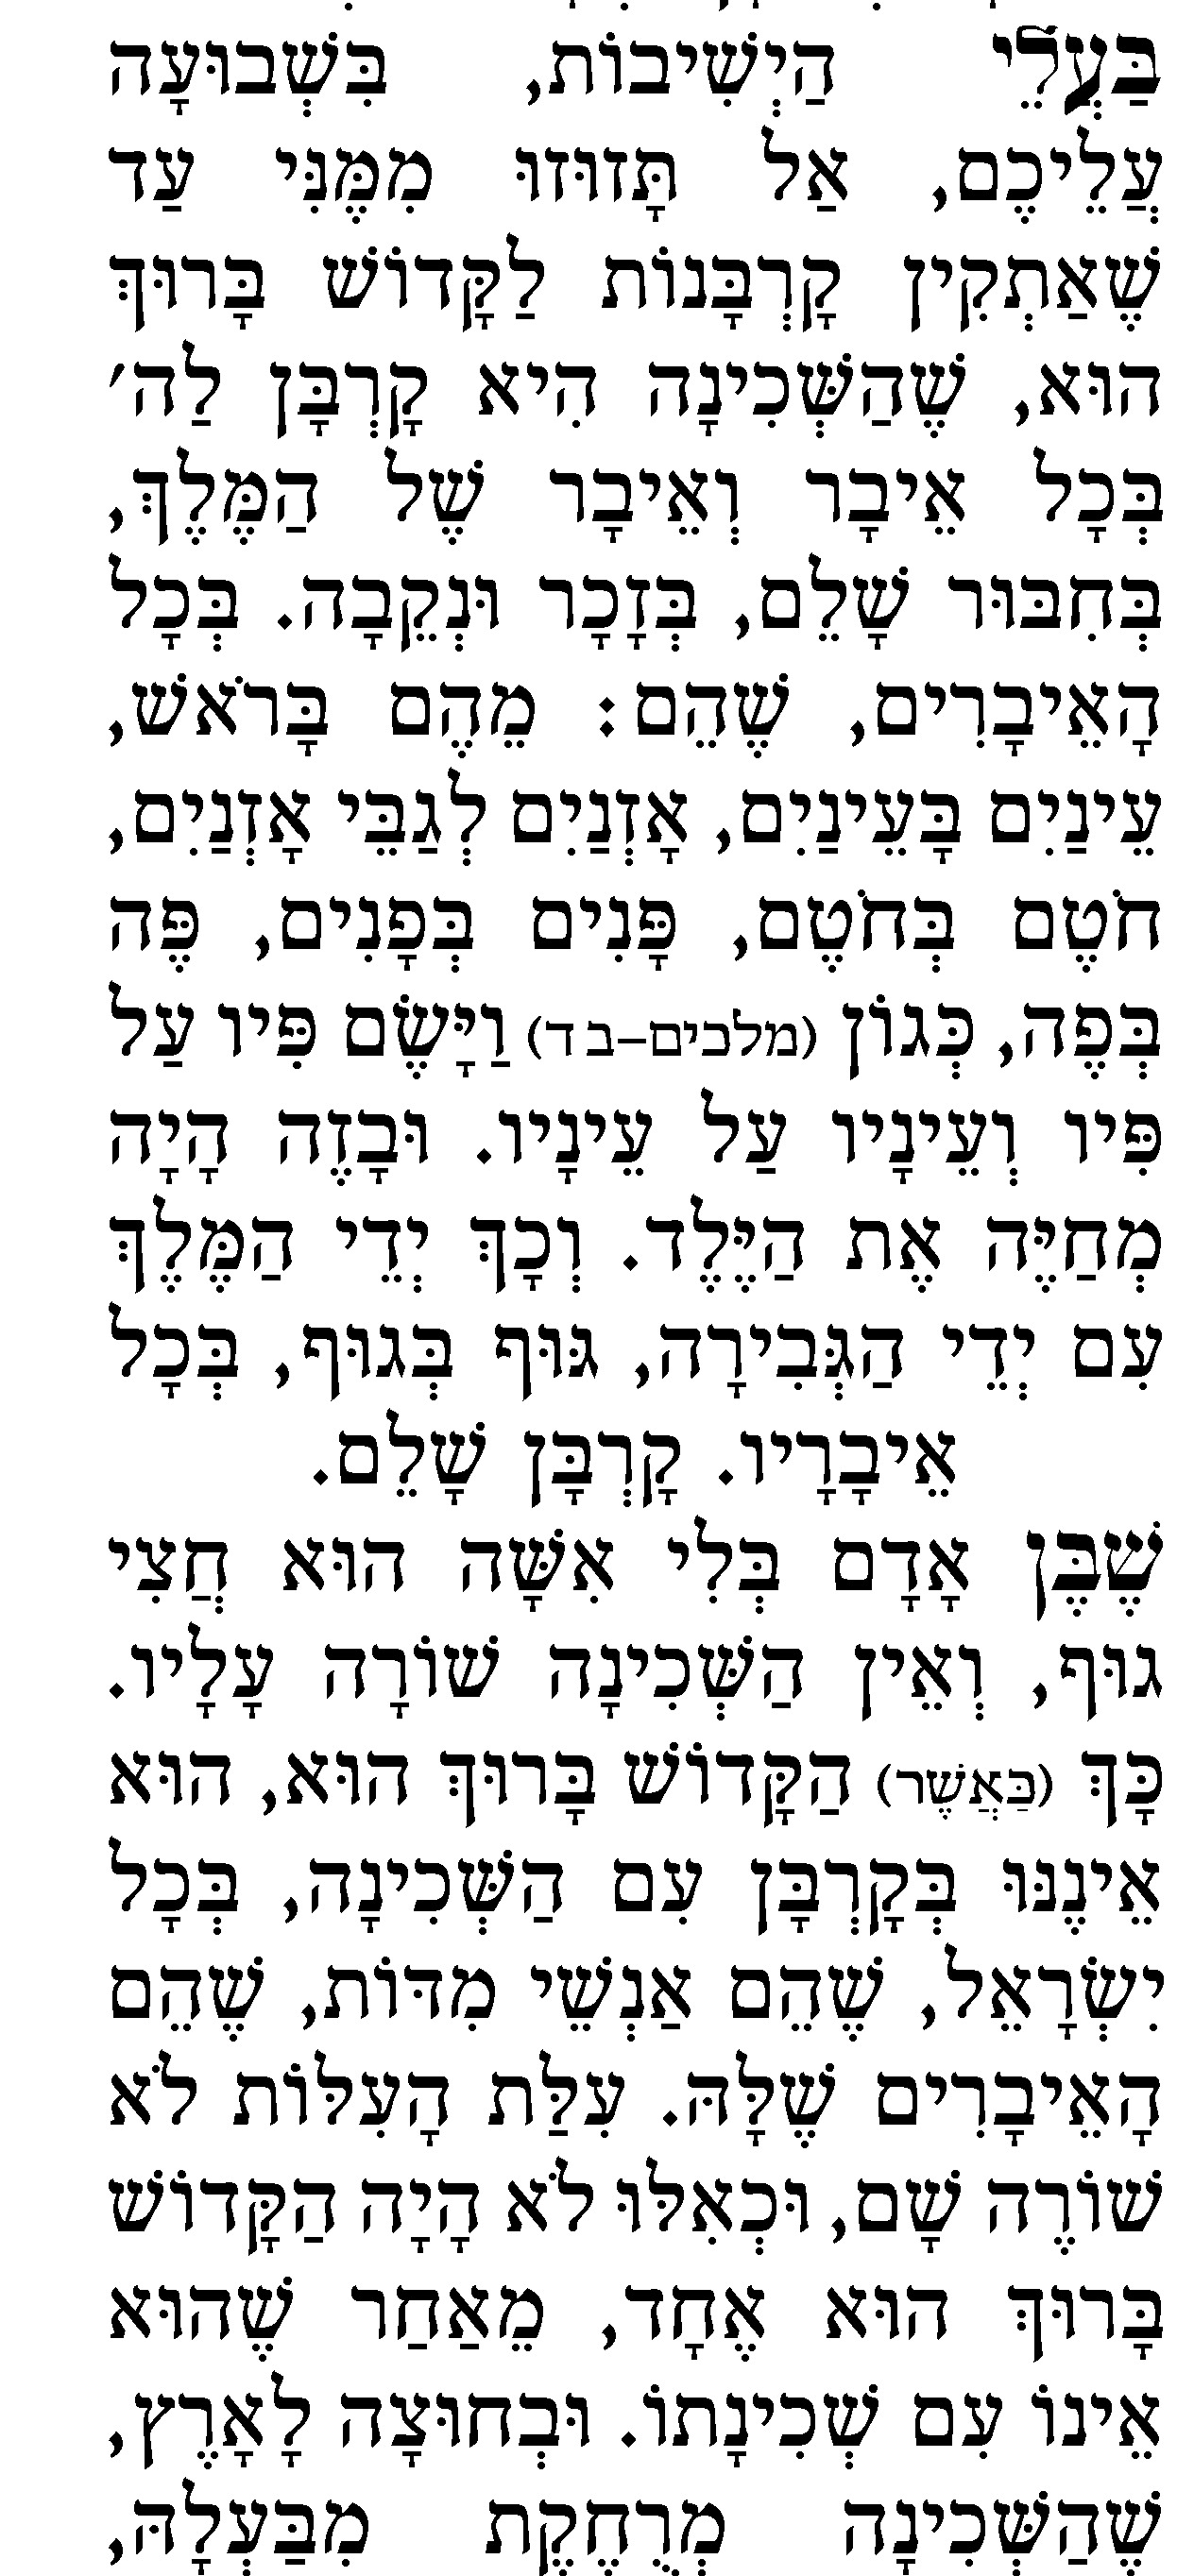 בַּעֲלֵי הַיְשִׁיבוֹת, בִּשְׁבוּעָה
עֲלֵיכֶם, אַל תָּזוּזוּ מִמֶּנִּי עַד
שֶׁאַתְקִין קָרְבָּנוֹת לַקָּדוֹשׁ בָּרוּךְ
הוּא, שֶׁהַשְּׁכִינָה הִיא קָרְבָּן לַה׳
בְּכָל אֵיבָר וְאֵיבָר שֶׁל הַמֶּלֶךְ,
בְּחִבּוּר שָׁלֵם, בְּזָכָר וּנְקֵבָה. בְּכָל
הָאֵיבָרִים, שֶׁהֵם: מֵהֶם בָּרֹאשׁ,
עֵינַיִם בָּעֵינַיִם, אָזְנַיִם לְגַבֵּי אָזְנַיִם,
חֹטֶם בְּחֹטֶם, פָּנִים בְּפָנִים, פֶּה
בְּפֶה, כְּגוֹן (מלכים-ב ד) וַיָּשֶׂם פִּיו עַל
פִּיו וְעֵינָיו עַל עֵינָיו. וּבָזֶה הָיָה
מְחַיֶּה אֶת הַיֶּלֶד. וְכָךְ יְדֵי הַמֶּלֶךְ
עִם יְדֵי הַגְּבִירָה, גּוּף בְּגוּף, בְּכָל
אֵיבָרָיו. קָרְבָּן שָׁלֵם.
שֶׁבֶּן אָדָם בְּלִי אִשָּׁה הוּא חֲצִי
גוּף, וְאֵין הַשְּׁכִינָה שׁוֹרָה עָלָיו.
כָּךְ (כַּאֲשֶׁר) הַקָּדוֹשׁ בָּרוּךְ הוּא, הוּא
אֵינֶנּוּ בְּקָרְבָּן עִם הַשְּׁכִינָה, בְּכָל
יִשְׂרָאֵל, שֶׁהֵם אַנְשֵׁי מִדּוֹת, שֶׁהֵם
הָאֵיבָרִים שֶׁלָּהּ. עִלַּת הָעִלּוֹת לֹא
שׁוֹרֶה שָׁם, וּכְאִלּוּ לֹא הָיָה הַקָּדוֹשׁ
בָּרוּךְ הוּא אֶחָד, מֵאַחַר שֶׁהוּא
אֵינוֹ עִם שְׁכִינָתוֹ. וּבְחוּצָה לָאָרֶץ,
שֶׁהַשְּׁכִינָה מְרֻחֶקֶת מִבַּעְלָהּ,